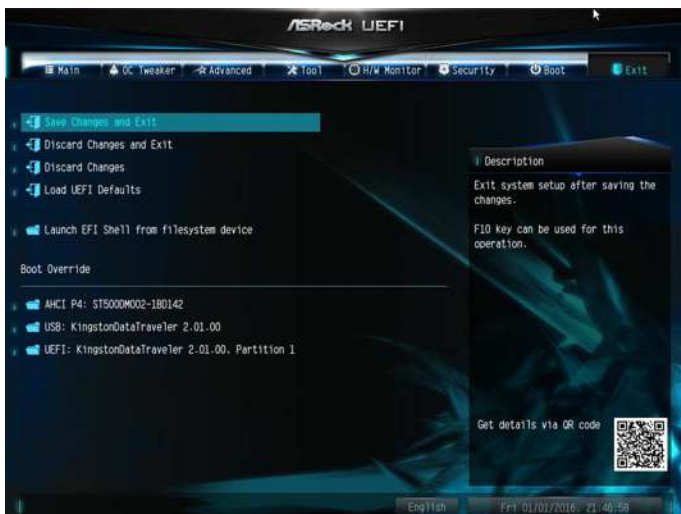 ASRock UEFI
Main OC Tweaker Advanced Tool H/W Monitor Security Boot Exit
Save Changes and Exit
Discard Changes and Exit
Discard Changes
Load UEFI Defaults
Launch EFI Shell from filesystem device
Boot Override
AHCI P4: ST500DM002-1BD142
USB: KingstonDataTraveler 2.01.00
UEFI: KingstonDataTraveler 2.01.00, Partition 1
Description
Exit system setup after saving the
changes.
F10 key can be used for this
operation.
Get details via QR code
English
Fri 01/01/2016, 21:46:58